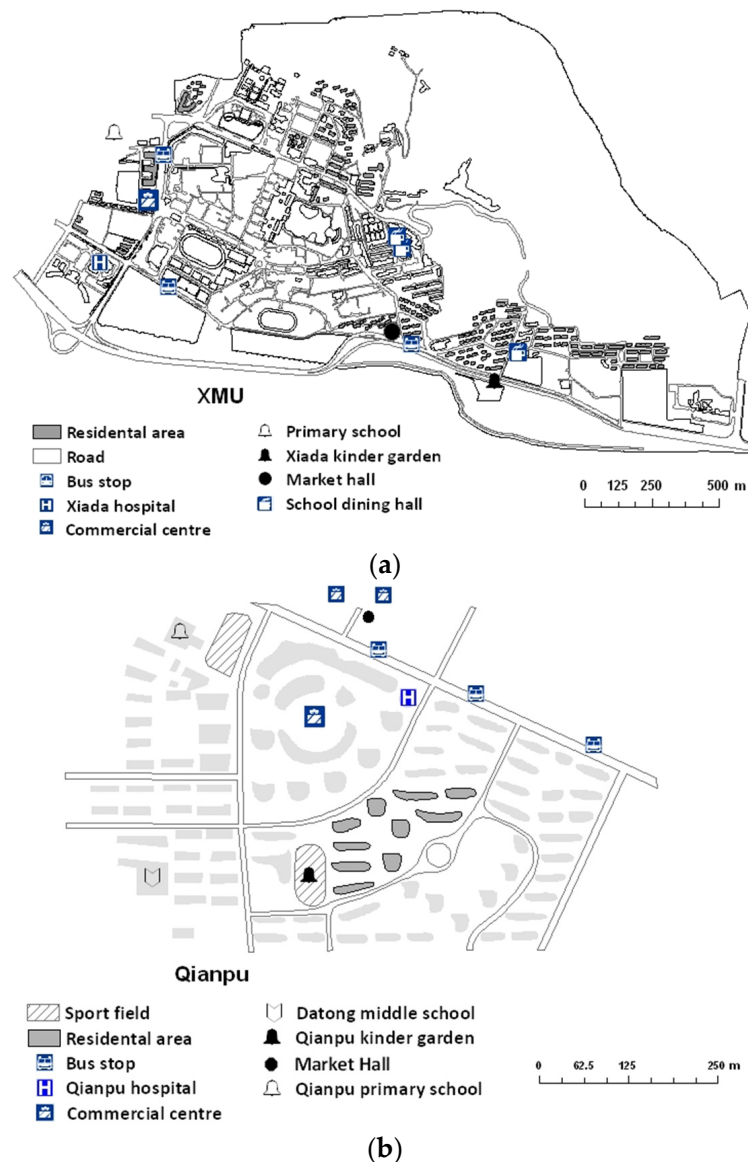 XMU
Residental area
Road
Bus stop
H Xiada hospital
Commercial centre
Primary school
Xiada kinder garden
Market hall
School dining hall
0 125 250 500 m
H
(a)
H
Qianpu
Sport field
Residental area
Bus stop
H Qianpu hospital
Commercial centre
Datong middle school
Qianpu kinder garden
Market Hall
Qianpu primary school
0 62.5 125 250 m
(b)